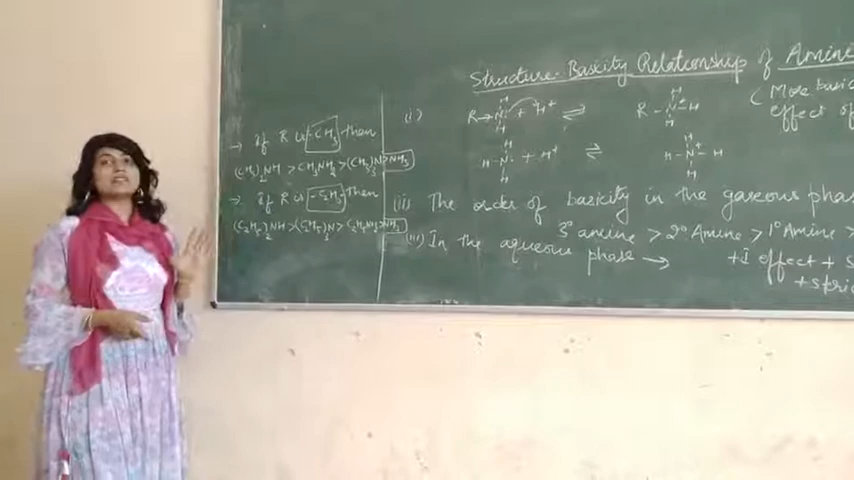 Structure-Basicity Relationship of Amine
(i) R→N: + H⁺ ⇌ R-N⁺-H
(More basic
effect of
H-N: + H⁺ ⇌ H-N⁺-H
(ii) The order of basicity in the gaseous phas
3° amine > 2° Amine > 1° Amine >
(iii) In the aqueous phase → +I effect + s
→ If R is -CH₃ then
(CH₃)₂NH > CH₃NH₂ > (CH₃)₃N > NH₃
→ If R is -C₂H₅ then
(C₂H₅)₂NH > (C₂H₅)₃N > C₂H₅NH₂ > NH₃